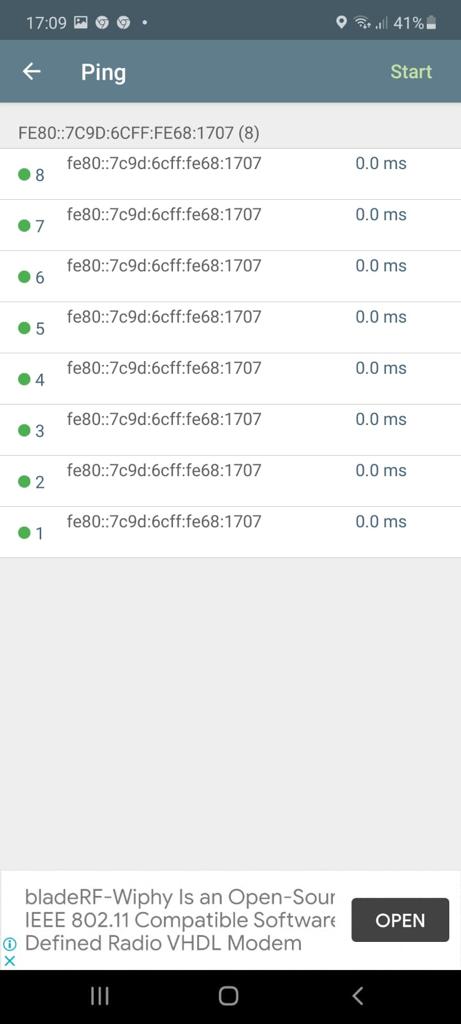 17:09
41%
Ping
Start
FE80::7C9D:6CFF:FE68:1707 (8)
8 fe80::7c9d:6cff:fe68:1707 0.0 ms
7 fe80::7c9d:6cff:fe68:1707 0.0 ms
6 fe80::7c9d:6cff:fe68:1707 0.0 ms
5 fe80::7c9d:6cff:fe68:1707 0.0 ms
4 fe80::7c9d:6cff:fe68:1707 0.0 ms
3 fe80::7c9d:6cff:fe68:1707 0.0 ms
2 fe80::7c9d:6cff:fe68:1707 0.0 ms
1 fe80::7c9d:6cff:fe68:1707 0.0 ms
bladeRF-Wiphy Is an Open-Sour
IEEE 802.11 Compatible Software
Defined Radio VHDL Modem
OPEN